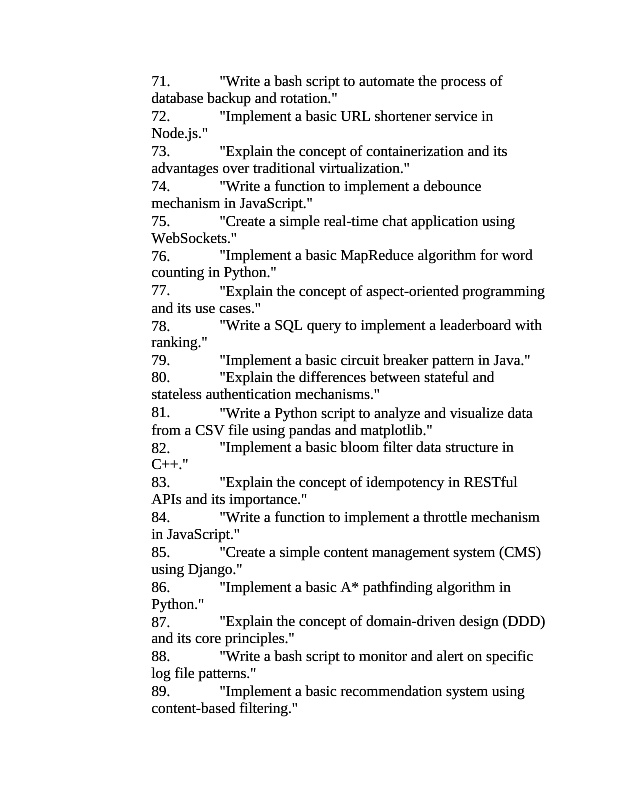 71. "Write a bash script to automate the process of
database backup and rotation."
72. "Implement a basic URL shortener service in
Node.js."
73. "Explain the concept of containerization and its
advantages over traditional virtualization."
74. "Write a function to implement a debounce
mechanism in JavaScript."
75. "Create a simple real-time chat application using
WebSockets."
76. "Implement a basic MapReduce algorithm for word
counting in Python."
77. "Explain the concept of aspect-oriented programming
and its use cases."
78. "Write a SQL query to implement a leaderboard with
ranking."
79. "Implement a basic circuit breaker pattern in Java."
80. "Explain the differences between stateful and
stateless authentication mechanisms."
81. "Write a Python script to analyze and visualize data
from a CSV file using pandas and matplotlib."
82. "Implement a basic bloom filter data structure in
C++."
83. "Explain the concept of idempotency in RESTful
APIs and its importance."
84. "Write a function to implement a throttle mechanism
in JavaScript."
85. "Create a simple content management system (CMS)
using Django."
86. "Implement a basic A* pathfinding algorithm in
Python."
87. "Explain the concept of domain-driven design (DDD)
and its core principles."
88. "Write a bash script to monitor and alert on specific
log file patterns."
89. "Implement a basic recommendation system using
content-based filtering."